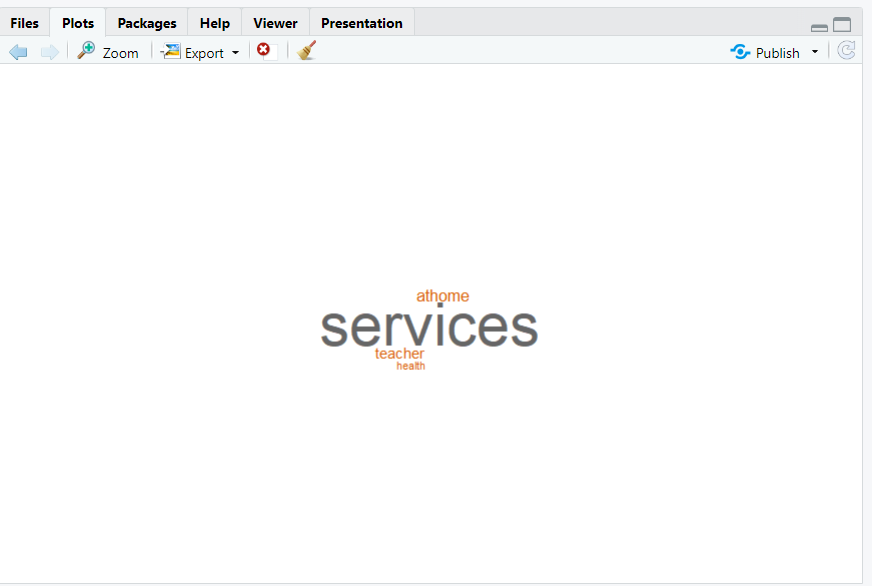 Files Plots Packages Help Viewer Presentation
Zoom Export Publish
athome
services
teacher
health